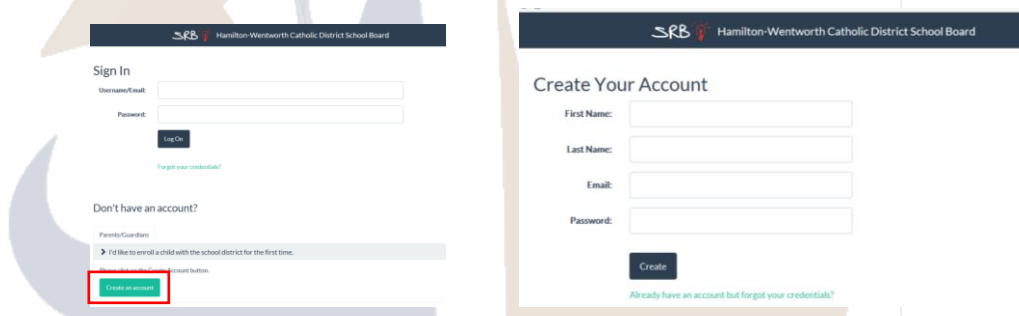 SRB Hamilton-Wentworth Catholic District School Board
Sign In
Username/Email:
Password:
Log On
Forgot your credentials?
Don't have an account?
Parents/Guardians
I'd like to enroll a child with the school district for the first time.
Please click on the Create Account button.
Create an account
SRB Hamilton-Wentworth Catholic District School Board
Create Your Account
First Name:
Last Name:
Email:
Password:
Create
Already have an account but forgot your credentials?